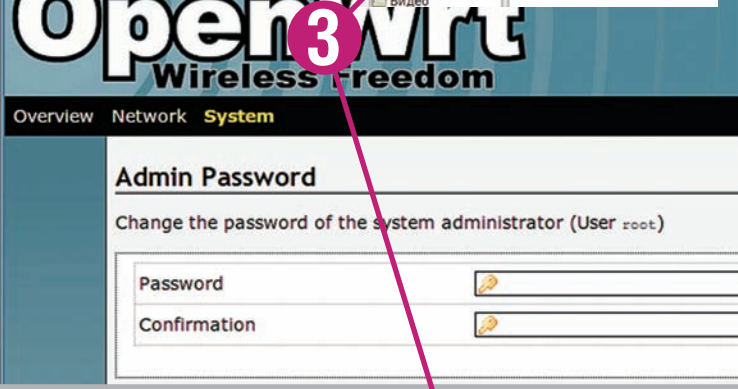 Видео
OpenWrt
3
Wireless Freedom
Overview Network System
Admin Password
Change the password of the system administrator (User root)
Password
Confirmation